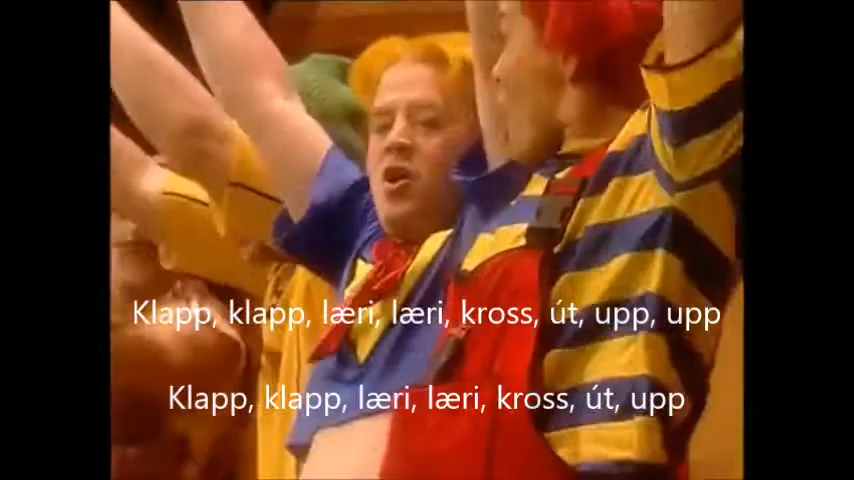 Klapp, klapp, læri, læri, kross, út, upp, upp
Klapp, klapp, læri, læri, kross, út, upp